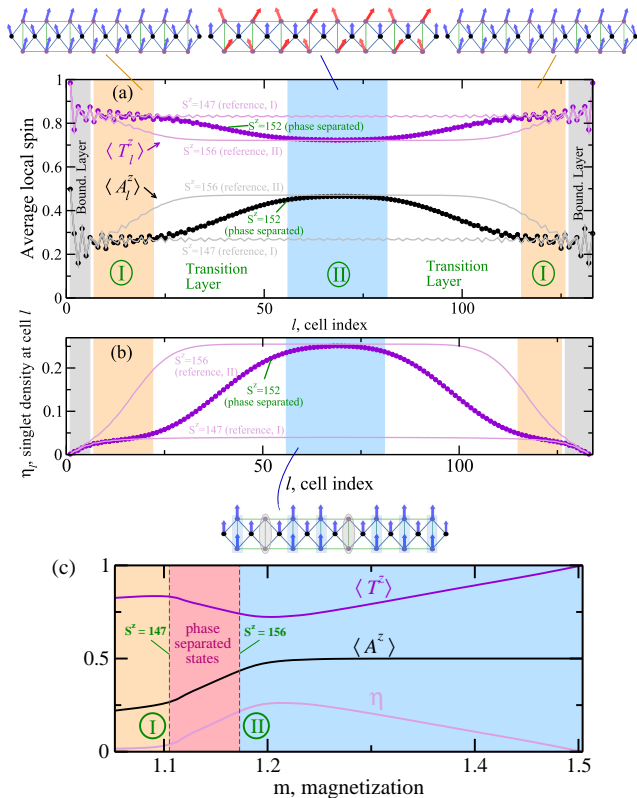 (a)
S^z=147 (reference, I)
S^z=152 (phase separated)
S^z=156 (reference, II)
⟨ T_l^z ⟩
⟨ A_l^z ⟩
S^z=156 (reference, II)
S^z=152
(phase separated)
S^z=147 (reference, I)
Bound. Layer
Bound. Layer
I
Transition
Layer
II
Transition
Layer
I
Average local spin
1
0.8
0.6
0.4
0.2
0
0
50
100
l, cell index
(b)
S^z=156
(reference, II)
S^z=152
(phase separated)
S^z=147 (reference, I)
η_l, singlet density at cell l
0.2
0.1
0
0
50
100
l, cell index
(c)
1
0.5
0
⟨ T^z ⟩
S^z = 147
phase
separated
states
S^z = 156
⟨ A^z ⟩
η
I
II
1.1
1.2
1.3
1.4
1.5
m, magnetization